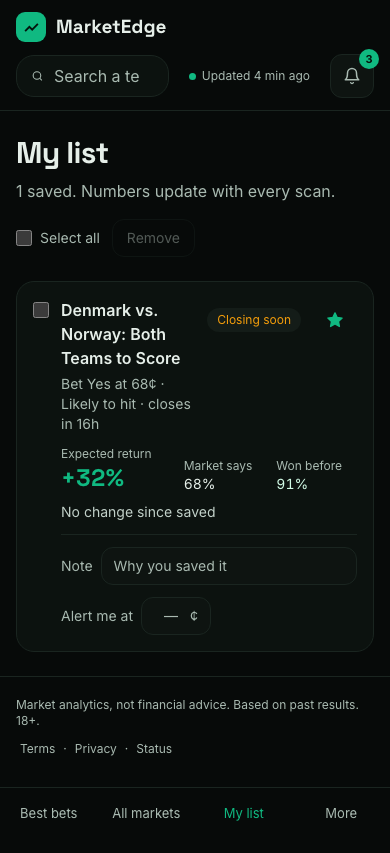 MarketEdge
Search a te
Updated 4 min ago
3
My list
1 saved. Numbers update with every scan.
Select all
Remove
Denmark vs.
Norway: Both
Teams to Score
Closing soon
Bet Yes at 68¢ ·
Likely to hit · closes
in 16h
Expected return
+32%
Market says
68%
Won before
91%
No change since saved
Note
Why you saved it
Alert me at
— ¢
Market analytics, not financial advice. Based on past results.
18+.
Terms · Privacy · Status
Best bets
All markets
My list
More